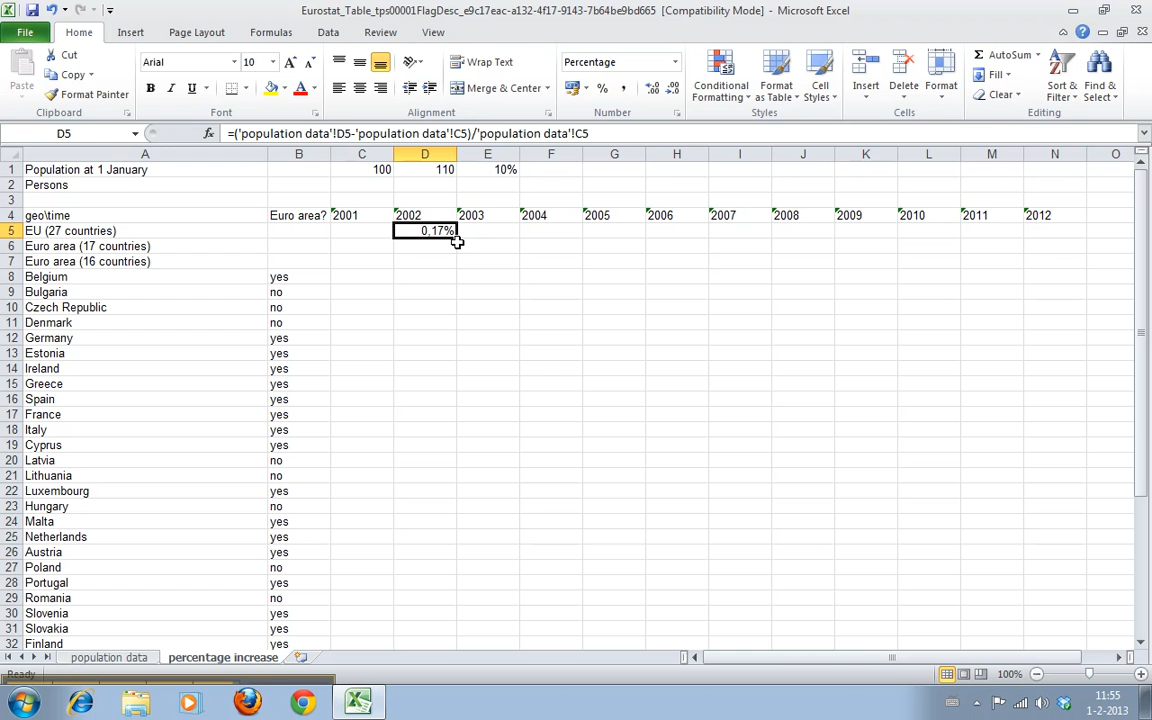 Eurostat_Table_tps00001FlagDesc_e9c17eac-a132-4f17-9143-7b64be9bd665 [Compatibility Mode] - Microsoft Excel
File Home Insert Page Layout Formulas Data Review View
Paste Cut Copy Format Painter
Arial 10
Wrap Text
Merge & Center
Percentage
Conditional Formatting Format as Table Cell Styles
Insert Delete Format
AutoSum Fill Clear
Sort & Filter Find & Select
Clipboard Font Alignment Number Styles Cells Editing
D5 fx =('population data'!D5-'population data'!C5)/'population data'!C5
A B C D E F G H I J K L M N O
1 Population at 1 January 100 110 10%
2 Persons
3
4 geo\time Euro area? 2001 2002 2003 2004 2005 2006 2007 2008 2009 2010 2011 2012
5 EU (27 countries) 0,17%
6 Euro area (17 countries)
7 Euro area (16 countries)
8 Belgium yes
9 Bulgaria no
10 Czech Republic no
11 Denmark no
12 Germany yes
13 Estonia yes
14 Ireland yes
15 Greece yes
16 Spain yes
17 France yes
18 Italy yes
19 Cyprus yes
20 Latvia no
21 Lithuania no
22 Luxembourg yes
23 Hungary no
24 Malta yes
25 Netherlands yes
26 Austria yes
27 Poland no
28 Portugal yes
29 Romania no
30 Slovenia yes
31 Slovakia yes
32 Finland yes
population data percentage increase
Ready 100%
11:55
1-2-2013